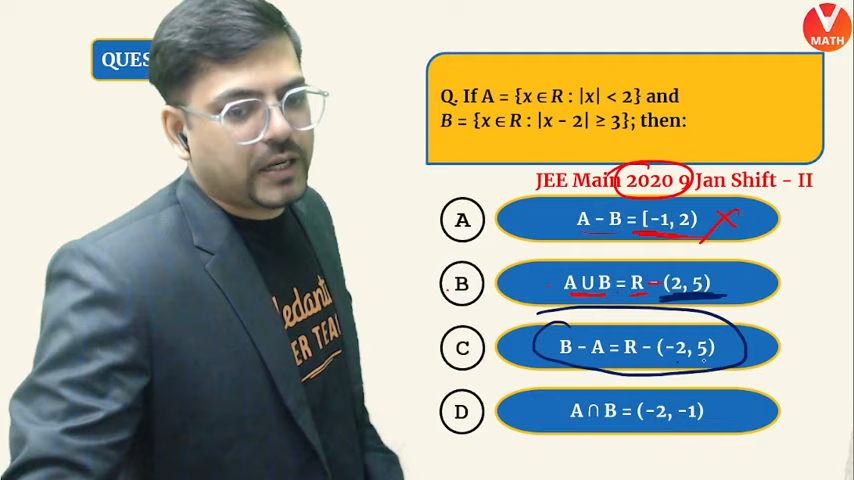 QUES
V
MATH
Q. If A = {x ∈ R : |x| < 2} and
B = {x ∈ R : |x - 2| ≥ 3}; then:
JEE Main 2020 9 Jan Shift - II
A
A - B = [-1, 2)
B
A ∪ B = R - (2, 5)
C
B - A = R - (-2, 5)
D
A ∩ B = (-2, -1)
edantu
ER TEA